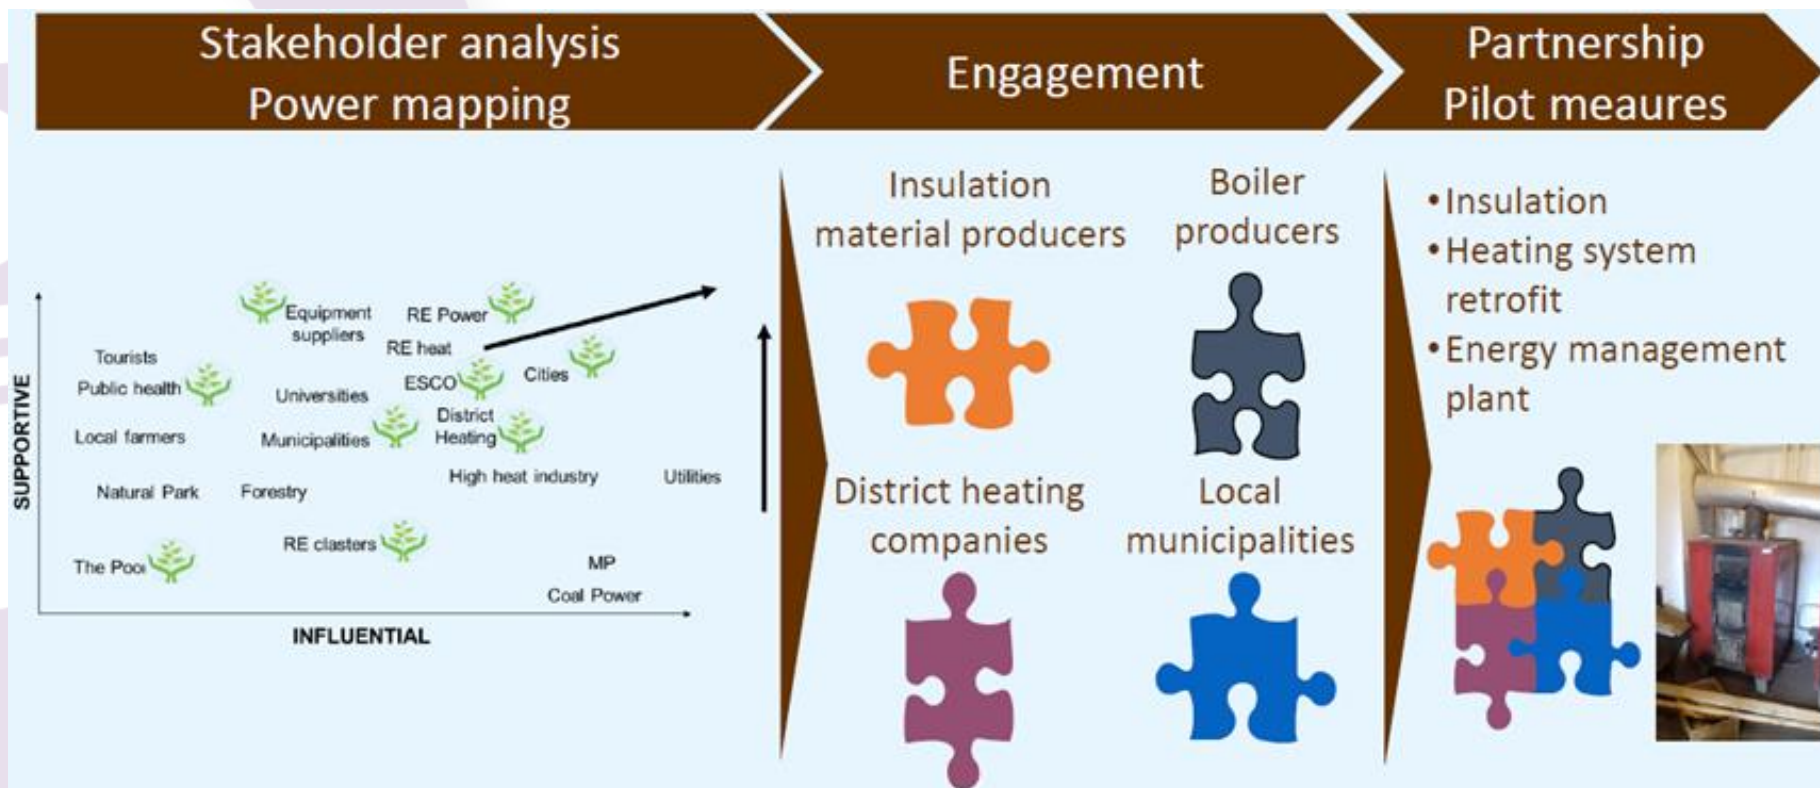 Stakeholder analysis
Power mapping
Engagement
Partnership
Pilot meaures
SUPPORTIVE
Equipment
suppliers
RE Power
RE heat
Tourists
Public health
Universities
ESCO
Cities
District
Heating
Local farmers
Municipalities
High heat industry
Utilities
Natural Park
Forestry
RE clasters
The Poor
MP
Coal Power
INFLUENTIAL
Insulation
material producers
Boiler
producers
District heating
companies
Local
municipalities
•Insulation
•Heating system
retrofit
•Energy management
plant